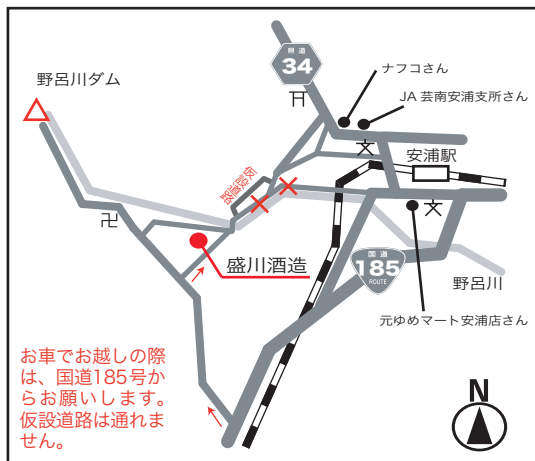 県道
34
ナフコさん
JA 芸南安浦支所さん
野呂川ダム
安浦駅
仮設道路
盛川酒造
国道
185
ROUTE
野呂川
元ゆめマート安浦店さん
お車でお越しの際
は、国道185号か
らお願いします。
仮設道路は通れま
せん。
N